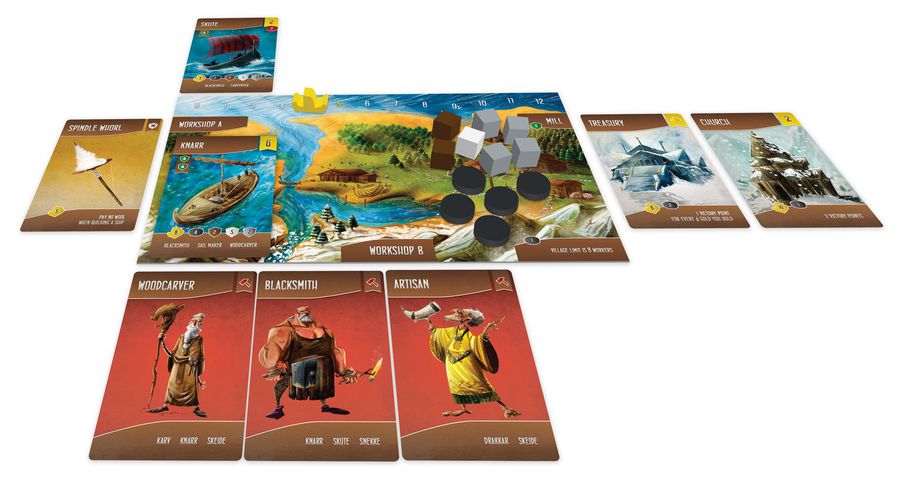 SKUTE
2
BLACKSMITH CARPENTER
0 1 2 3 5 6 7 8 9 10 11 12
WORKSHOP A
MILL
SPINDLE WHORL
5
PAY NO WOOL
WHEN BUILDING A SHIP
KNARR
6
BLACKSMITH SAIL MAKER WOODCARVER
WORKSHOP B
VILLAGE LIMIT IS 8 WORKERS
TREASURY
1 VICTORY POINT
FOR EVERY 4 GOLD YOU HOLD
CHURCH
2
2 VICTORY POINTS
WOODCARVER
KARV KNARR SKEIDE
BLACKSMITH
KNARR SKUTE SNEKKE
ARTISAN
DRAKKAR SKEIDE